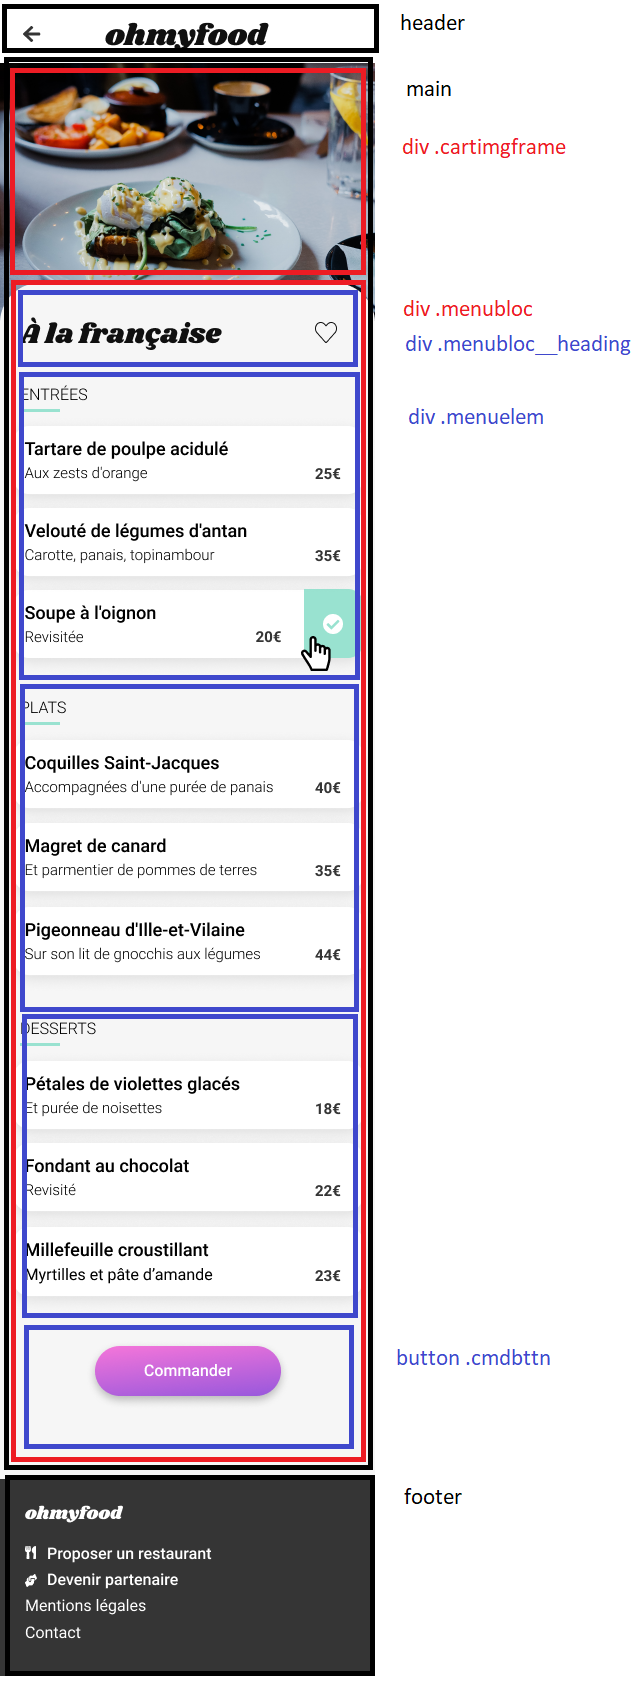 ohmyfood
header
main
div .cartimgframe
div .menubloc
À la française
div .menubloc__heading
ENTRÉES
div .menuelem
Tartare de poulpe acidulé
Aux zests d'orange
25€
Velouté de légumes d'antan
Carotte, panais, topinambour
35€
Soupe à l'oignon
Revisitée
20€
PLATS
Coquilles Saint-Jacques
Accompagnées d'une purée de panais
40€
Magret de canard
Et parmentier de pommes de terres
35€
Pigeonneau d'Ille-et-Vilaine
Sur son lit de gnocchis aux légumes
44€
DESSERTS
Pétales de violettes glacés
Et purée de noisettes
18€
Fondant au chocolat
Revisité
22€
Millefeuille croustillant
Myrtilles et pâte d’amande
23€
Commander
button .cmdbttn
footer
ohmyfood
Proposer un restaurant
Devenir partenaire
Mentions légales
Contact